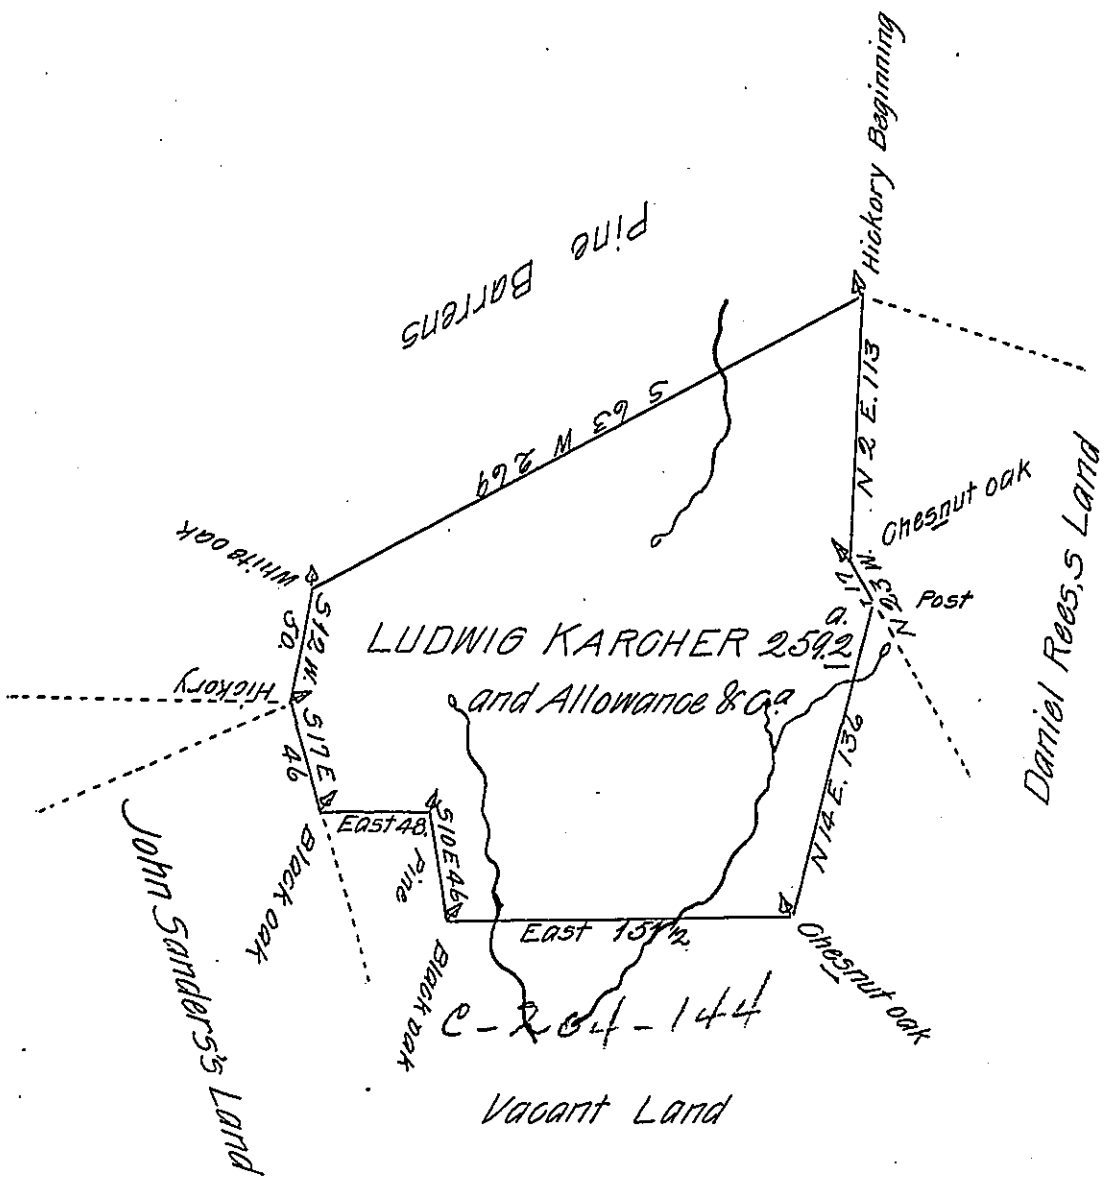 Hickory Beginning
Pine Barrens
S 63 W 269
N 2 E. 113
Chesnut oak
N 23 W.
17
Post
Daniel Rees,s Land
White oak
S 12 W.
50.
Hickory
S 17 E
46
LUDWIG KARCHER 259.2 a.
and Allowance &c.a
N 14 E. 136
East 48.
Pine
S 10 E 46
Black oak
John Sanders's Land
Black oak
East 151½
Chesnut oak
C-204-144
Vacant Land